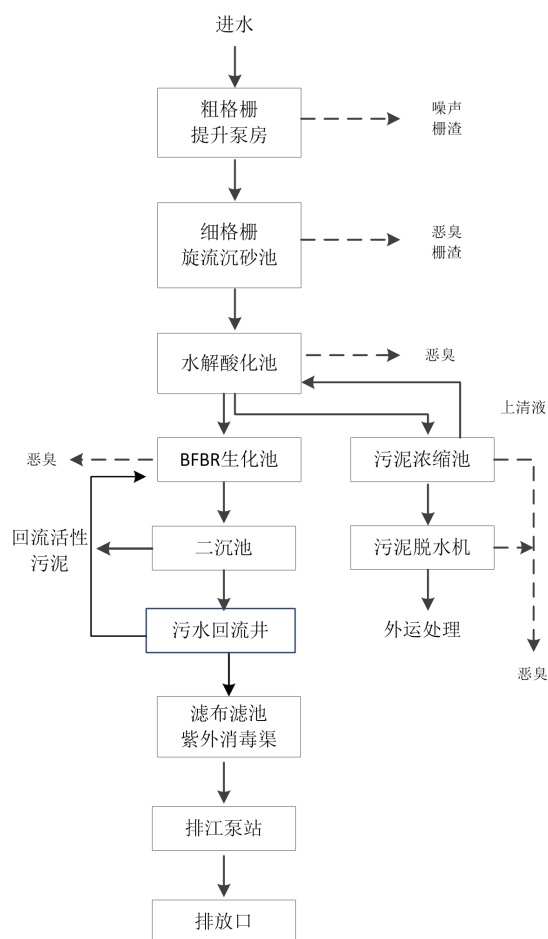 进水
粗格栅
提升泵房
噪声
栅渣
细格栅
旋流沉砂池
恶臭
栅渣
水解酸化池
恶臭
上清液
恶臭
BFBR生化池
污泥浓缩池
回流活性
污泥
二沉池
污泥脱水机
污水回流井
外运处理
恶臭
滤布滤池
紫外消毒渠
排江泵站
排放口